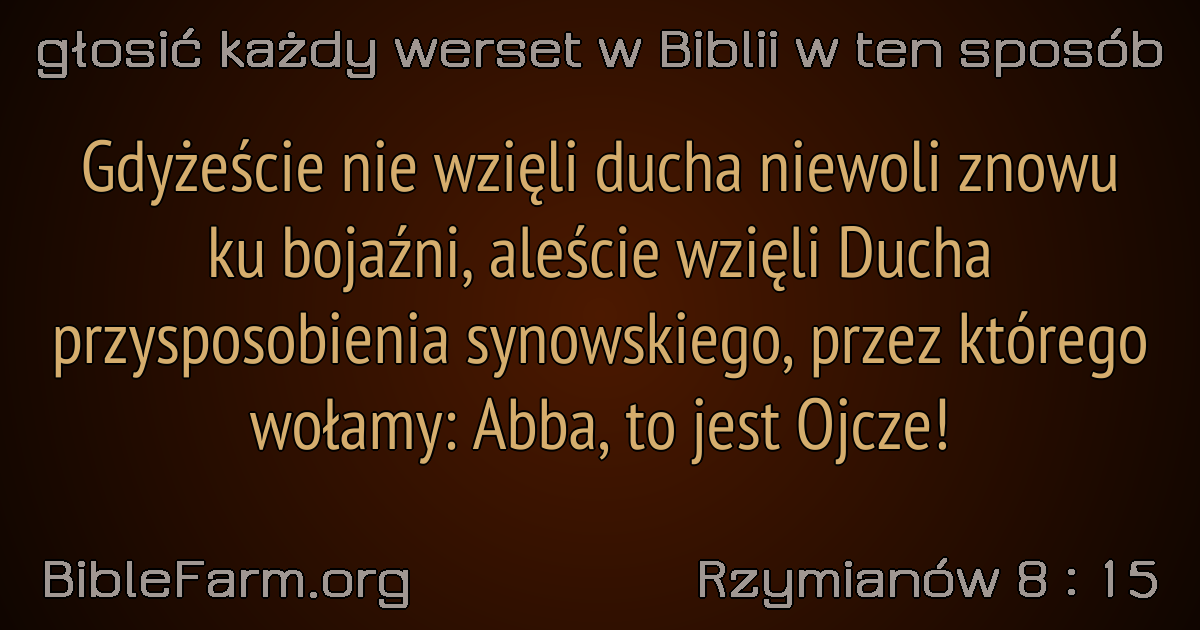 głosić każdy werset w Biblii w ten sposób
Gdyżeście nie wzięli ducha niewoli znowu
ku bojaźni, aleście wzięli Ducha
przysposobienia synowskiego, przez którego
wołamy: Abba, to jest Ojcze!
BibleFarm.org
Rzymianów 8 : 15